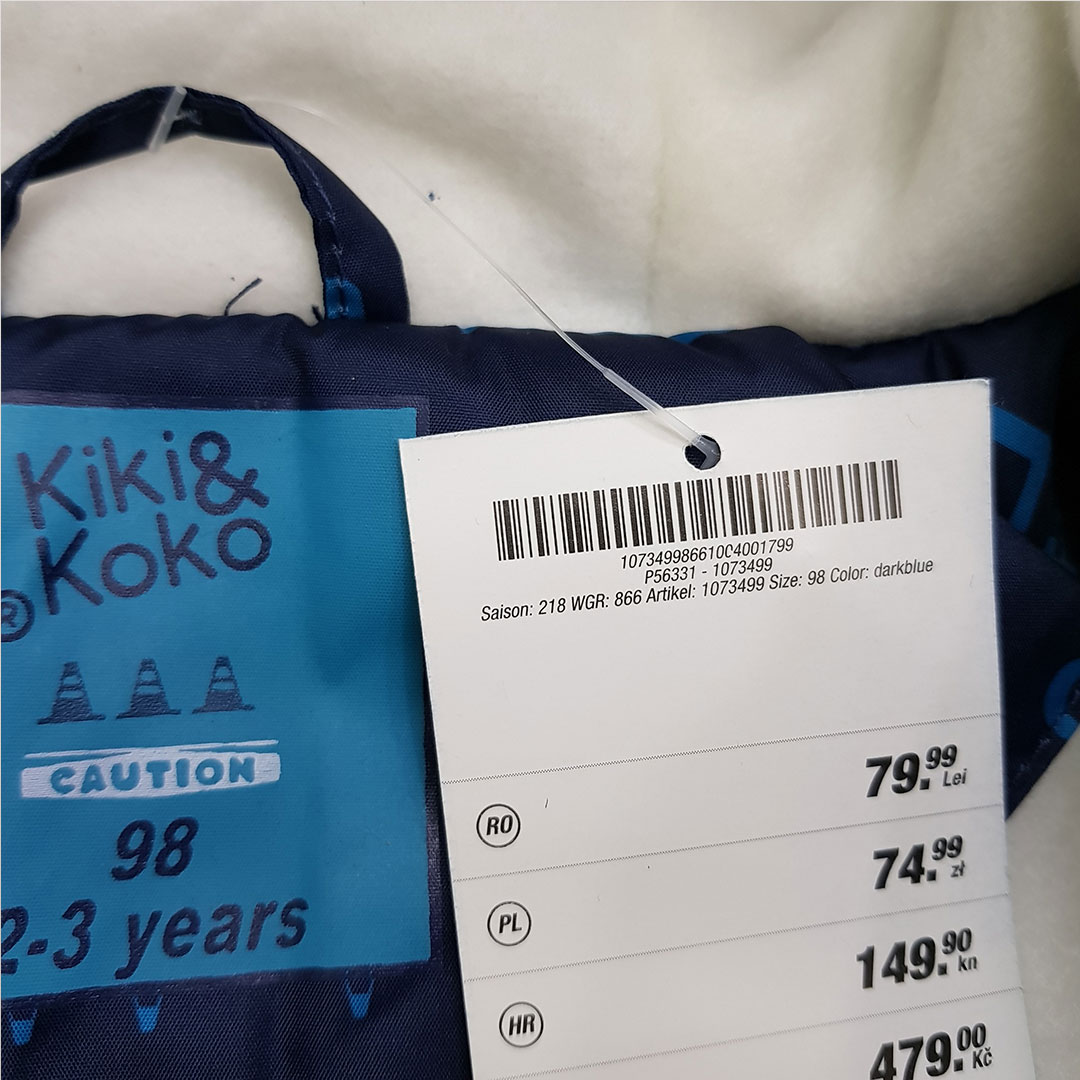 Kiki&
Koko
®
CAUTION
98
2-3 years
107349986610C4001799
P56331 - 1073499
Saison: 218 WGR: 866 Artikel: 1073499 Size: 98 Color: darkblue
79.99 Lei
RO
74.99 zł
PL
149.90 kn
HR
479.00 Kč